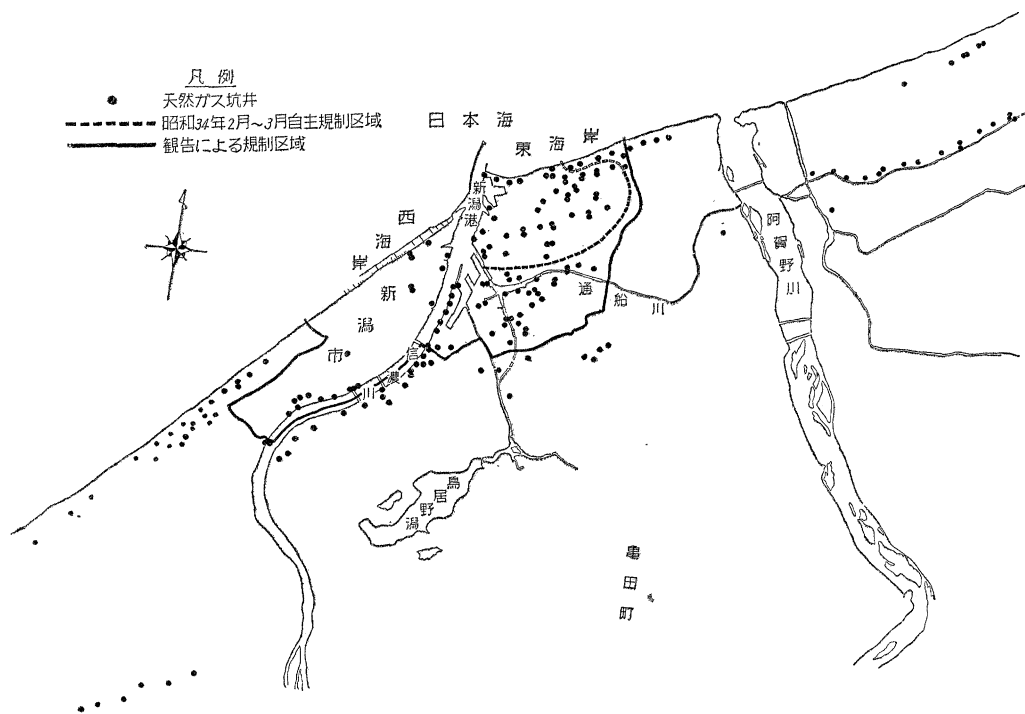 凡例
天然ガス坑井
昭和34年2月~3月自主規制区域
観告による規制区域
日本海
東海岸
西海岸
新潟港
新潟市
通船川
阿賀野川
信濃川
鳥居野潟
亀田町